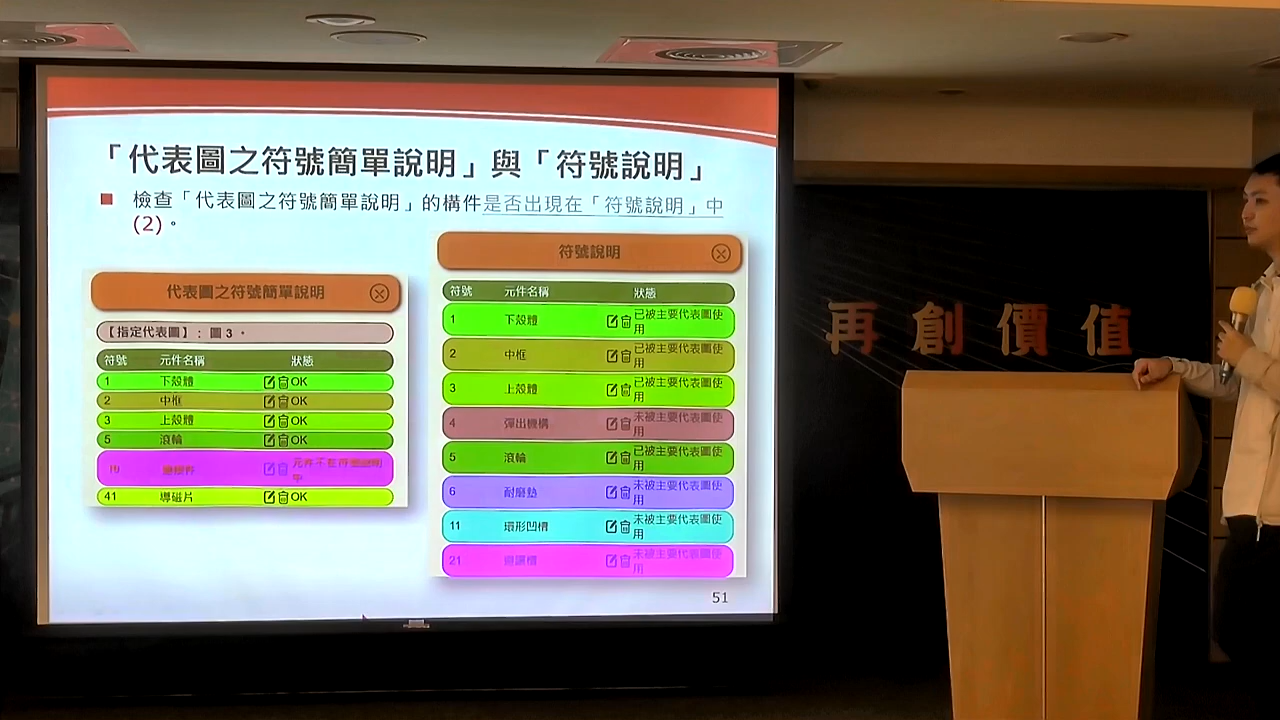 「代表圖之符號簡單說明」與「符號說明」
檢查「代表圖之符號簡單說明」的構件是否出現在「符號說明」中
(2)。
代表圖之符號簡單說明
【指定代表圖】：圖 3 。
符號 元件名稱 狀態
1 下殼體 OK
2 中框 OK
3 上殼體 OK
5 滾輪 OK
10 元件不在符號說明
中
41 導磁片 OK
符號說明
符號 元件名稱 狀態
1 下殼體 已被主要代表圖使
用
2 中框 已被主要代表圖使
用
3 上殼體 已被主要代表圖使
用
4 彈出機構 未被主要代表圖使
用
5 滾輪 已被主要代表圖使
用
6 耐磨墊 未被主要代表圖使
用
11 環形凹槽 未被主要代表圖使
用
21 未被主要代表圖使
用
51
再創價值